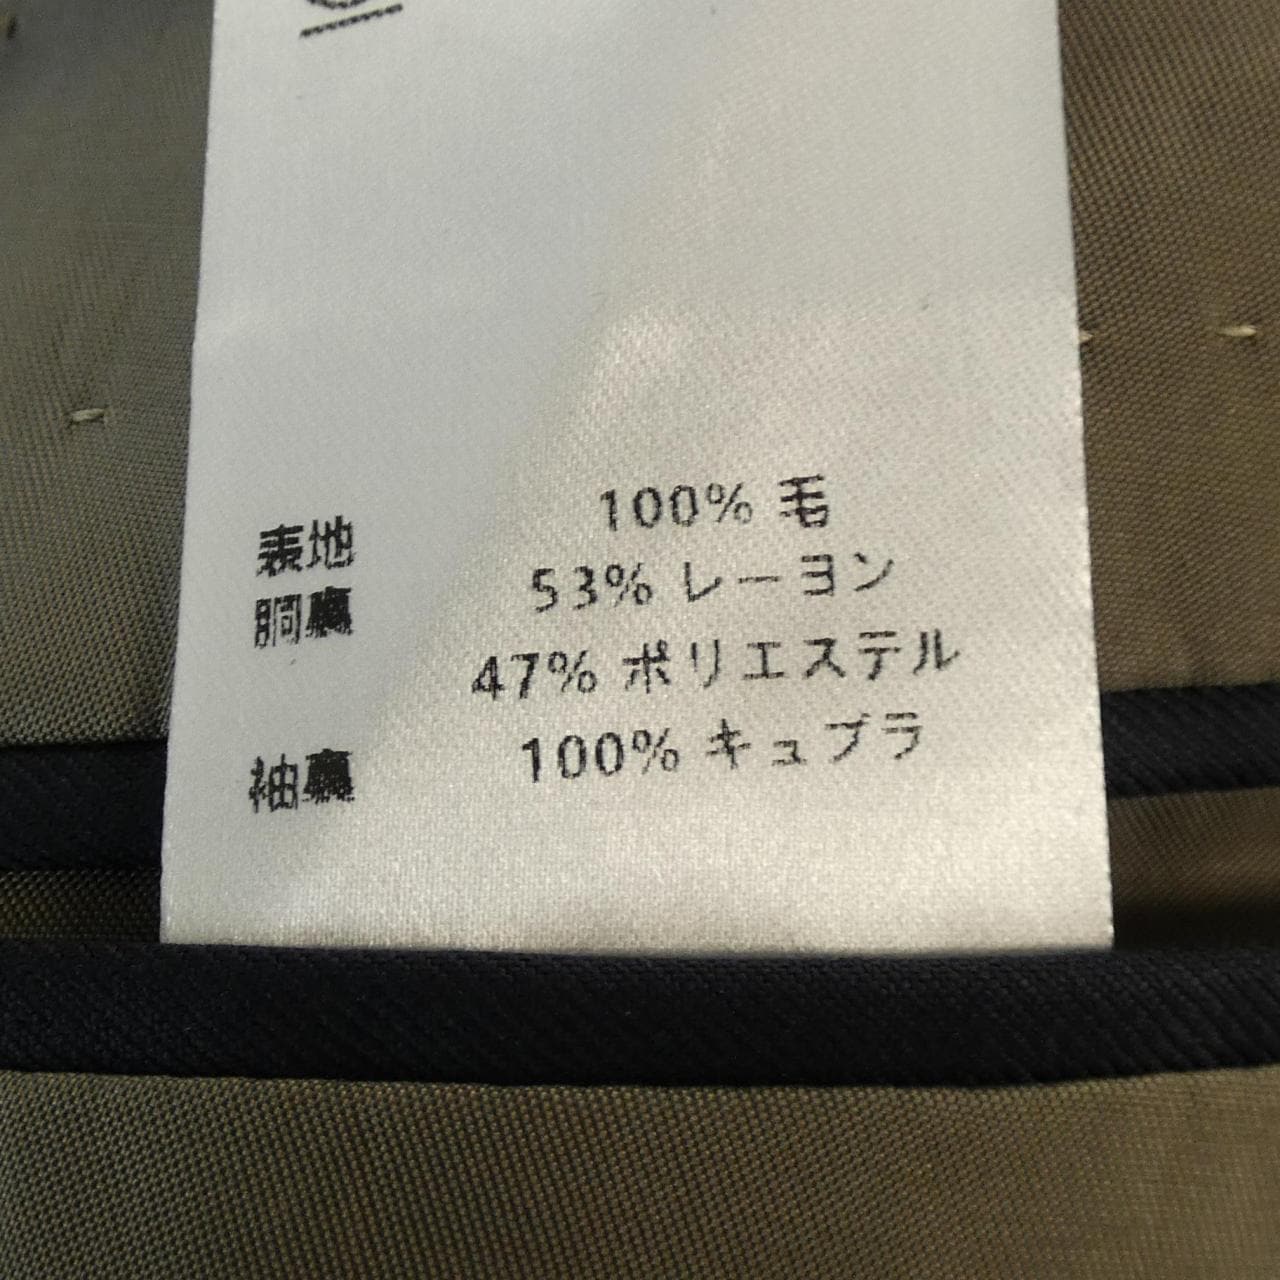 表地 100% 毛
胴裏 53% レーヨン
47% ポリエステル
袖裏 100% キュプラ